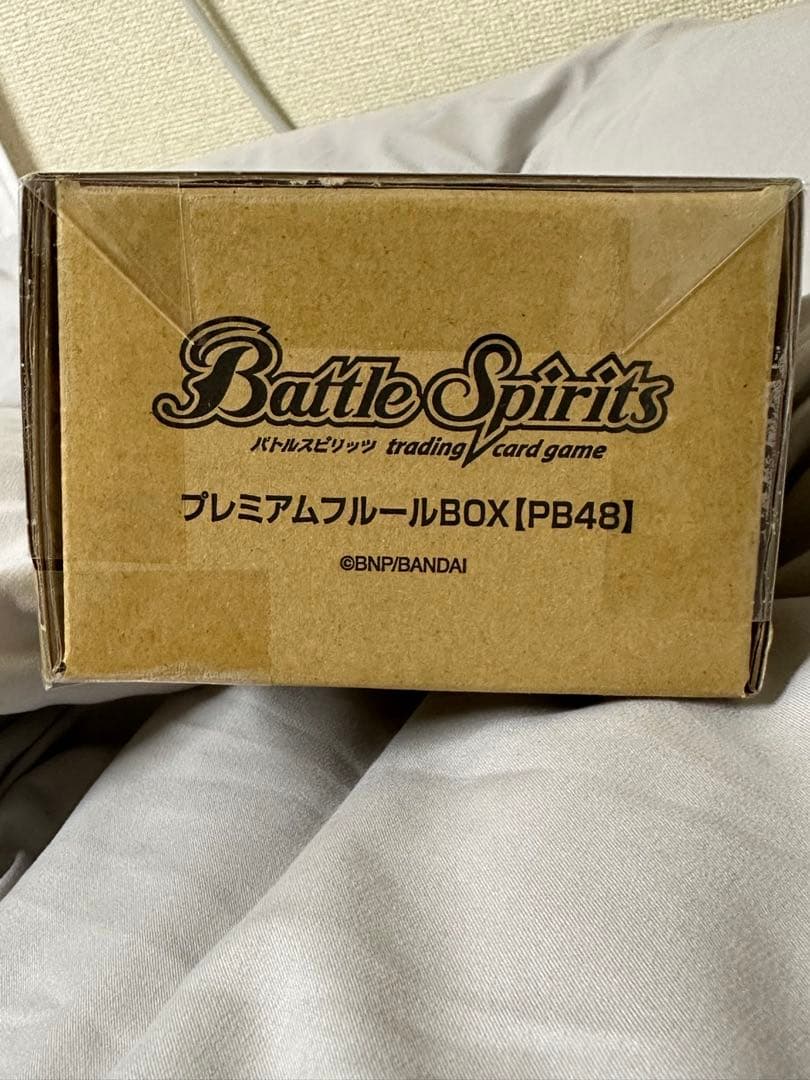 Battle Spirits
バトルスピリッツ trading card game
プレミアムフルールBOX【PB48】
©BNP/BANDAI